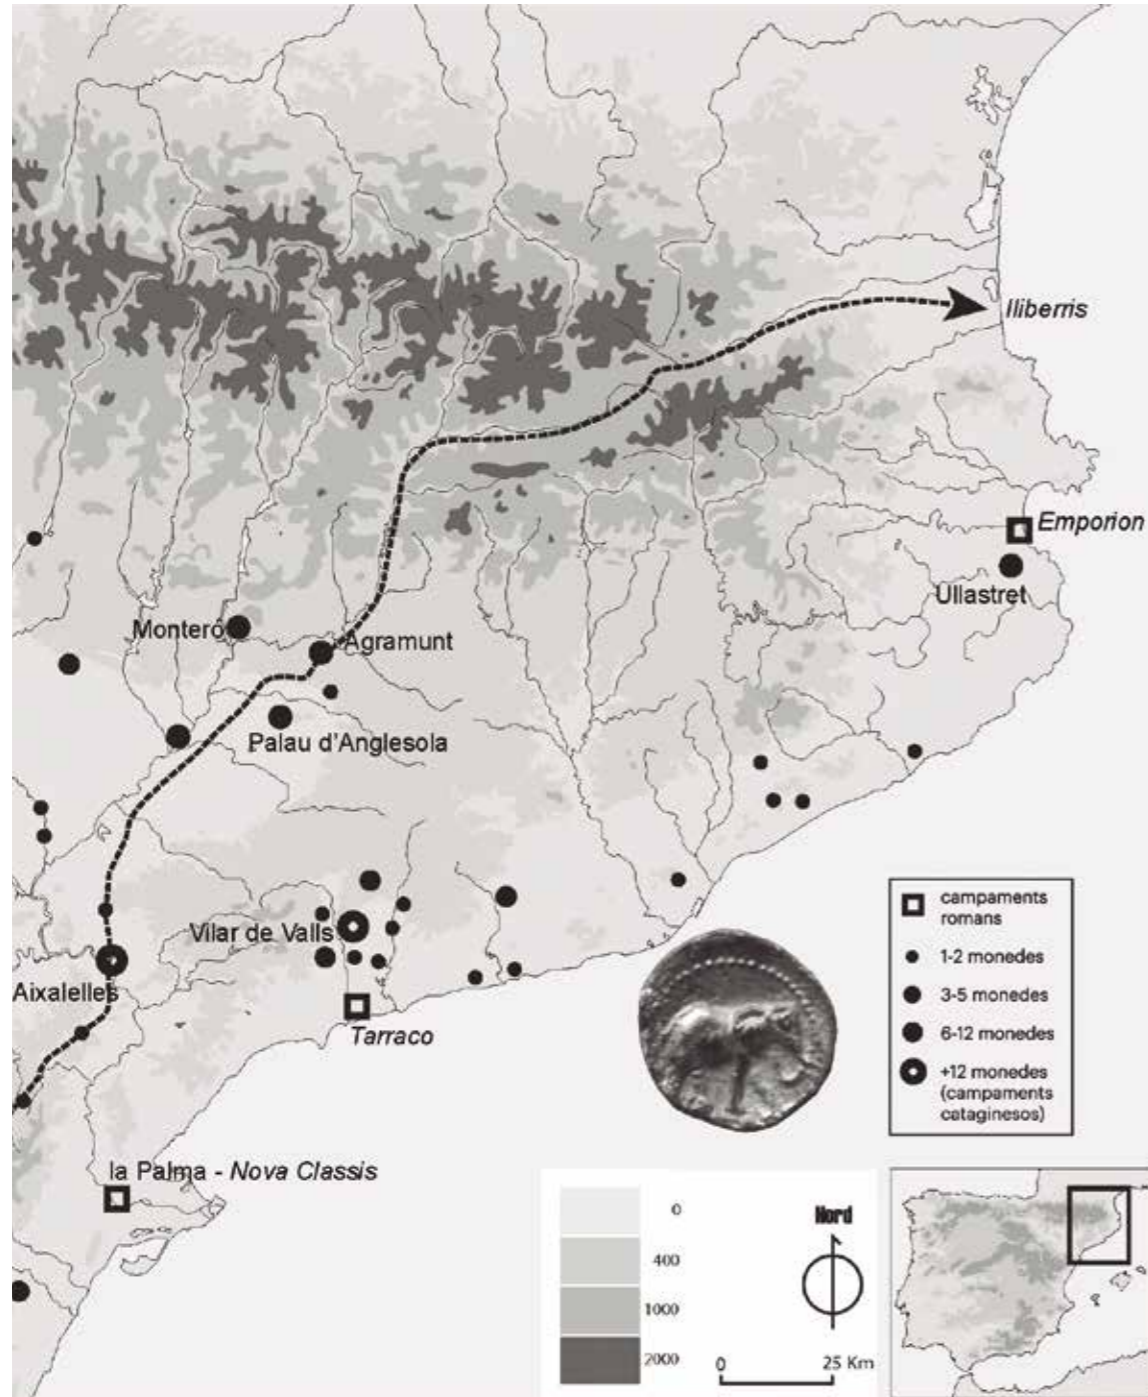 Iliberris
Emporion
Ullastret
Monteró
Agramunt
Palau d'Anglesola
Vilar de Valls
Aixalelles
Tarraco
la Palma - Nova Classis
campaments
romans
1-2 monedes
3-5 monedes
6-12 monedes
+12 monedes
(campaments
cataginesos)
0
400
1000
2000
Nord
0
25 Km